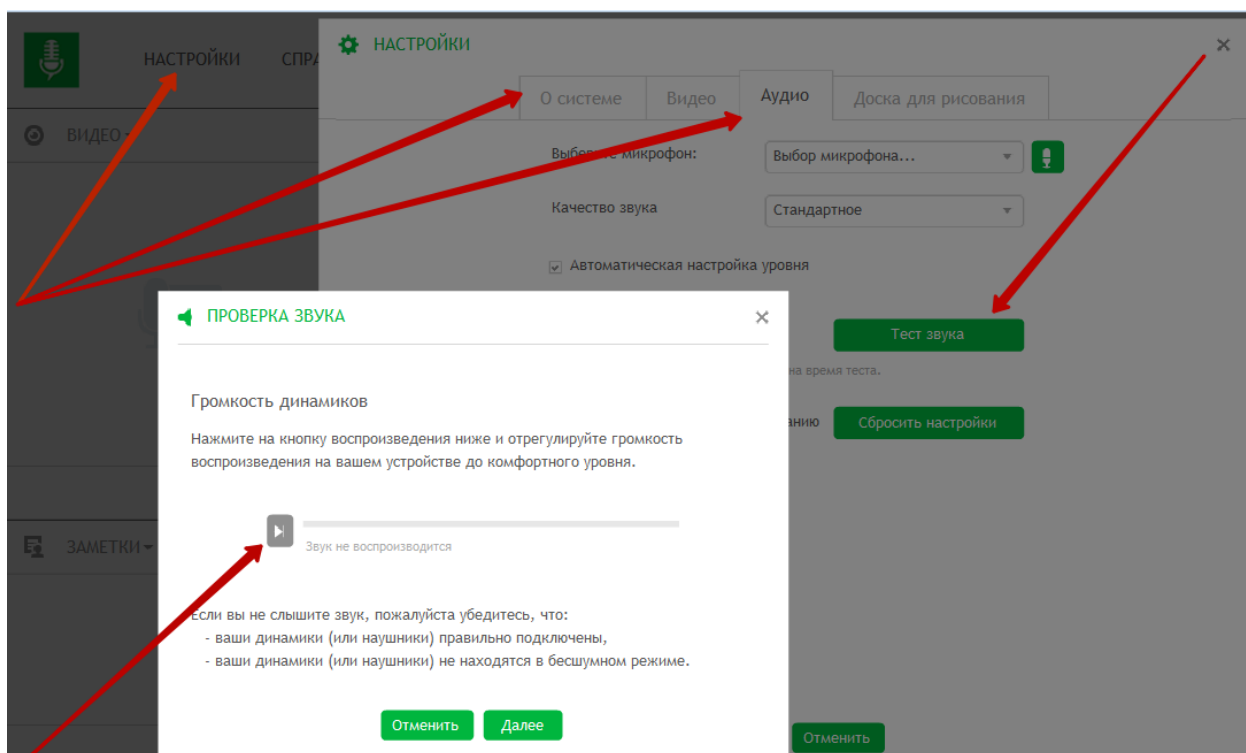 НАСТРОЙКИ
СПРА
НАСТРОЙКИ
О системе
Видео
Аудио
Доска для рисования
ВИДЕО
Выберите микрофон:
Выбор микрофона...
Качество звука
Стандартное
Автоматическая настройка уровня
ПРОВЕРКА ЗВУКА
Тест звука
на время теста.
Громкость динамиков
анию
Сбросить настройки
Нажмите на кнопку воспроизведения ниже и отрегулируйте громкость
воспроизведения на вашем устройстве до комфортного уровня.
ЗАМЕТКИ
Звук не воспроизводится
Если вы не слышите звук, пожалуйста убедитесь, что:
- ваши динамики (или наушники) правильно подключены,
- ваши динамики (или наушники) не находятся в бесшумном режиме.
Отменить
Далее
Отменить